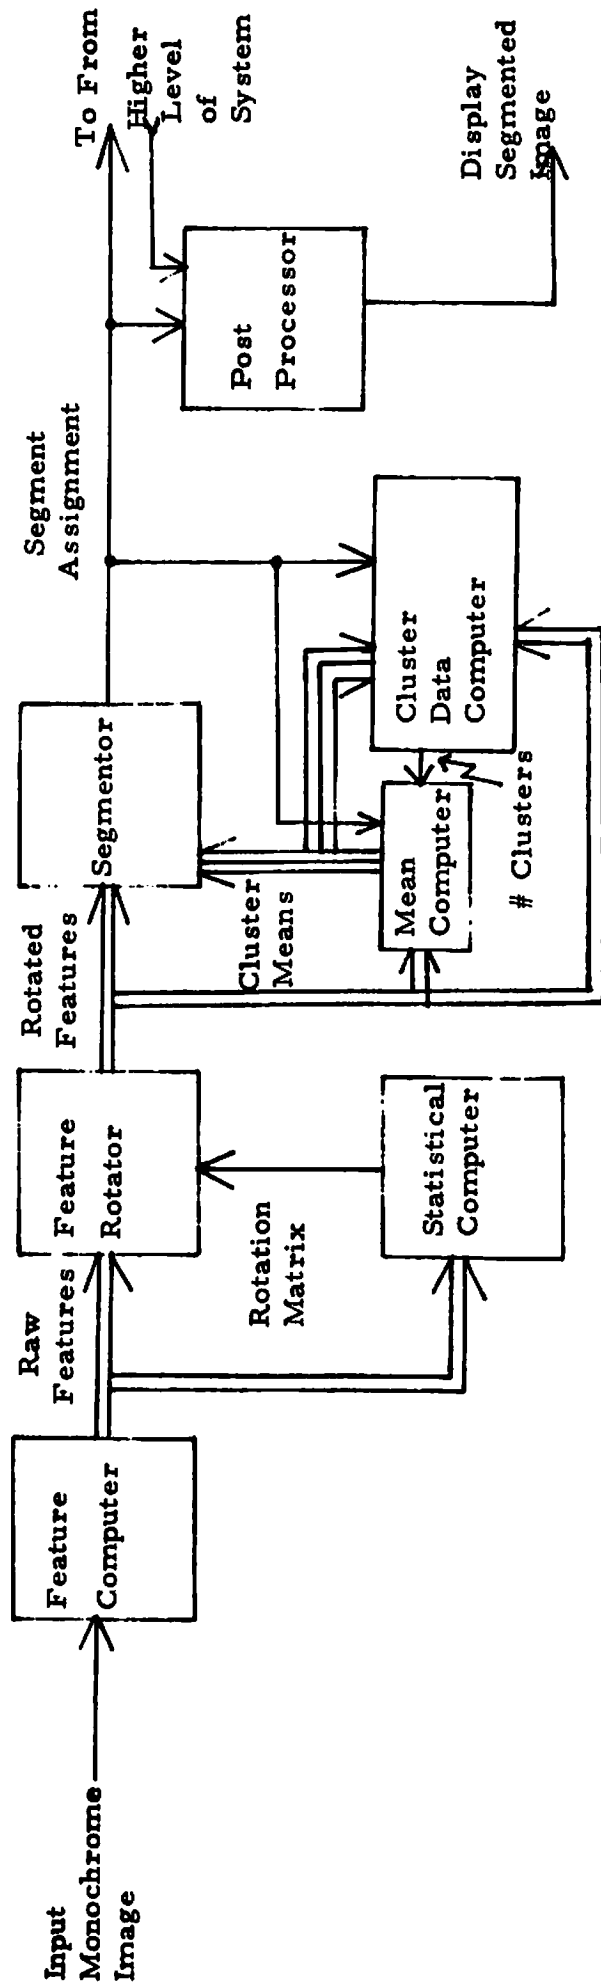 Input
Monochrome
Image
Feature
Computer
Raw
Features
Feature
Rotator
Rotation
Matrix
Statistical
Computer
Rotated
Features
Segmentor
Cluster
Means
Mean
Computer
# Clusters
Cluster
Data
Computer
Segment
Assignment
Post
Processor
To From
Higher
Level
of
System
Display
Segmented
Image